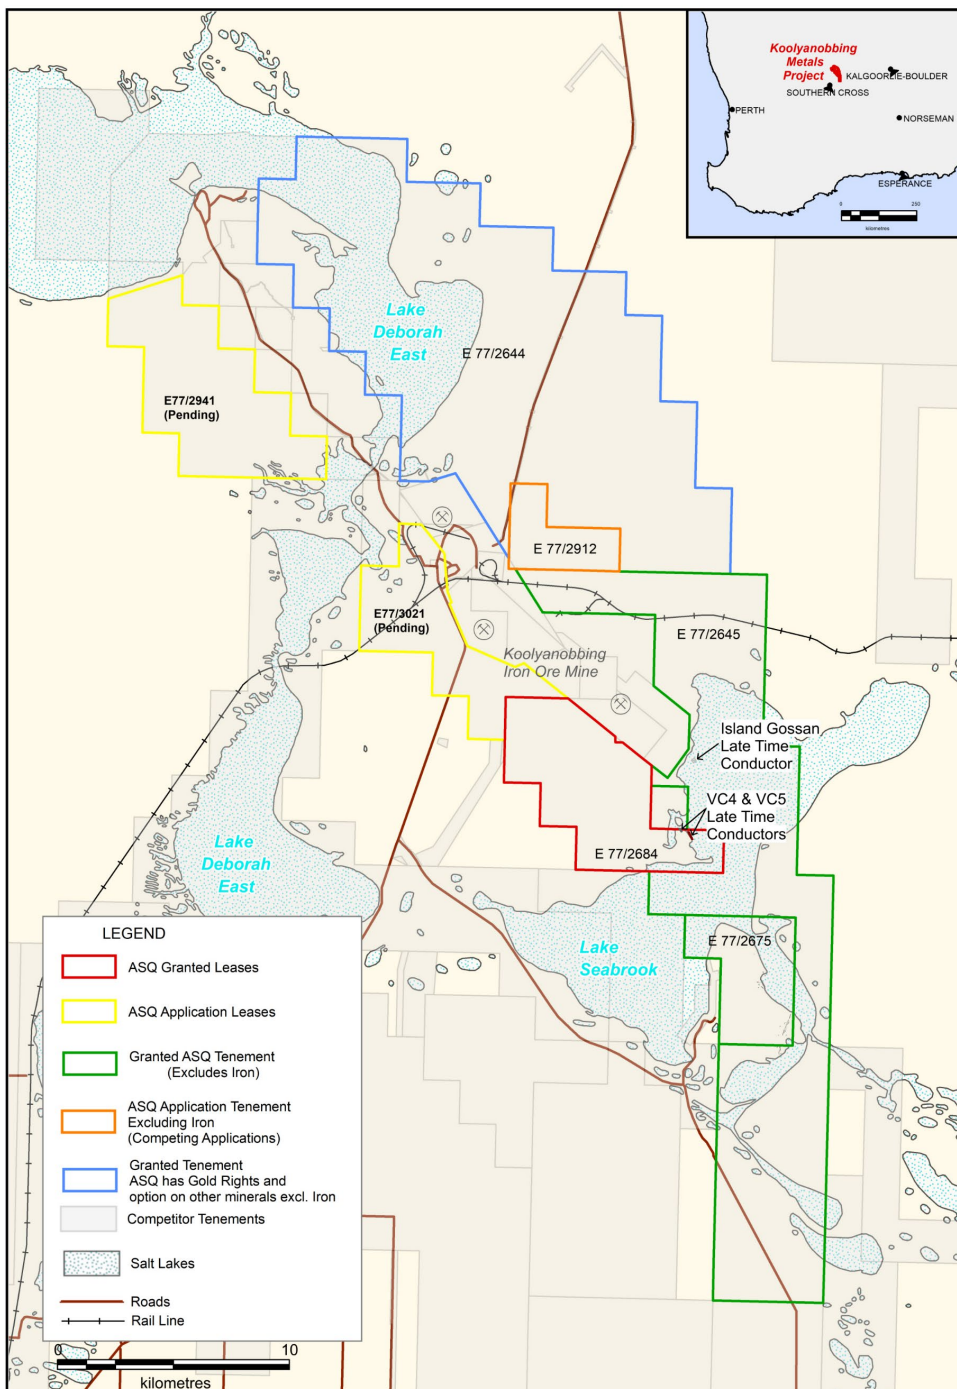 Koolyanobbing
Metals
Project
KALGOORLIE-BOULDER
SOUTHERN CROSS
PERTH
NORSEMAN
ESPERANCE
0 250
kilometres
Lake
Deborah
East
E 77/2644
E77/2941
(Pending)
E 77/2912
E77/3021
(Pending)
E 77/2645
Koolyanobbing
Iron Ore Mine
Island Gossan
Late Time
Conductor
VC4 & VC5
Late Time
Conductors
E 77/2684
Lake
Deborah
East
Lake
Seabrook
E 77/2675
LEGEND
ASQ Granted Leases
ASQ Application Leases
Granted ASQ Tenement
(Excludes Iron)
ASQ Application Tenement
Excluding Iron
(Competing Applications)
Granted Tenement
ASQ has Gold Rights and
option on other minerals excl. Iron
Competitor Tenements
Salt Lakes
Roads
Rail Line
0 10
kilometres